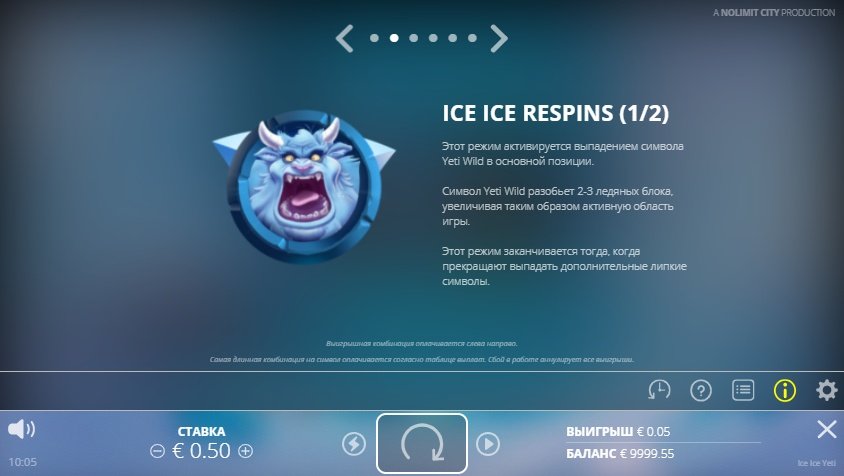 A NOLIMIT CITY PRODUCTION
ICE ICE RESPINS (1/2)
Этот режим активируется выпадением символа
Yeti Wild в основной позиции.
Символ Yeti Wild разобьет 2-3 ледяных блока,
увеличивая таким образом активную область
игры.
Этот режим заканчивается тогда, когда
прекращают выпадать дополнительные липкие
символы.
Выигрышная комбинация оплачивается слева направо.
Самая длинная комбинация на символ оплачивается согласно таблице выплат. Сбой в работе аннулирует все выигрыши.
СТАВКА
€ 0.50
ВЫИГРЫШ € 0.05
БАЛАНС € 9999.55
10:05
Ice Ice Yeti